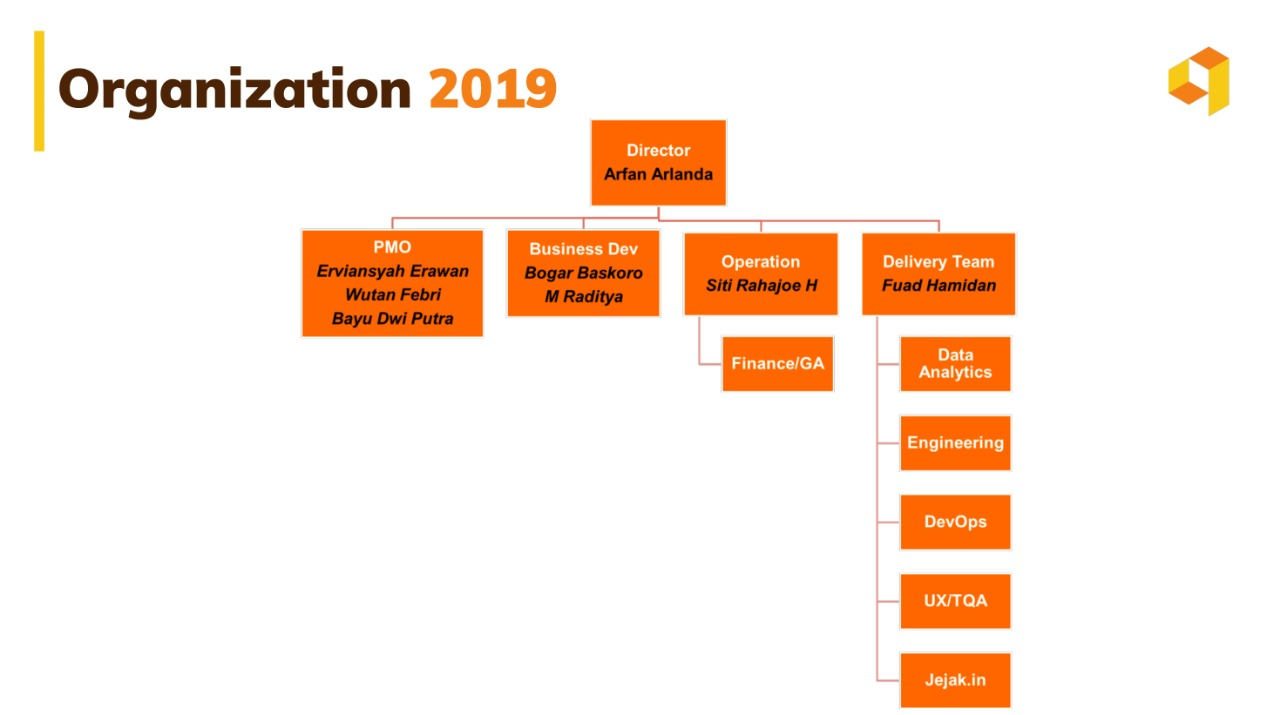 Organization 2019
Director
Arfan Arlanda
PMO
Erviansyah Erawan
Wutan Febri
Bayu Dwi Putra
Business Dev
Bogar Baskoro
M Raditya
Operation
Siti Rahajoe H
Delivery Team
Fuad Hamidan
Finance/GA
Data
Analytics
Engineering
DevOps
UX/TQA
Jejak.in